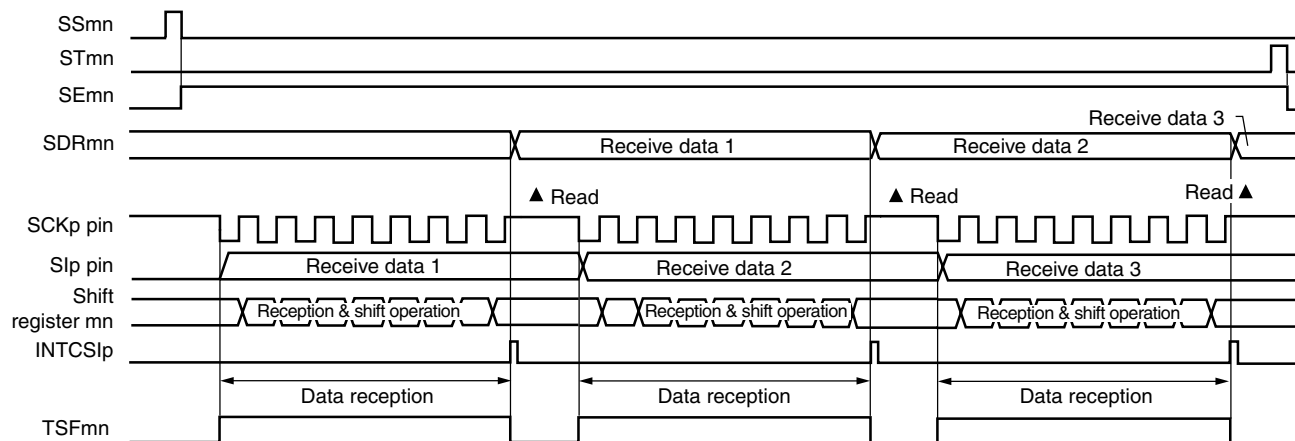 SSmn
STmn
SEmn
Receive data 3
SDRmn
Receive data 1
Receive data 2
▲ Read
▲ Read
Read ▲
SCKp pin
SIp pin
Receive data 1
Receive data 2
Receive data 3
Shift
register mn
Reception & shift operation
Reception & shift operation
Reception & shift operation
INTCSIp
Data reception
Data reception
Data reception
TSFmn